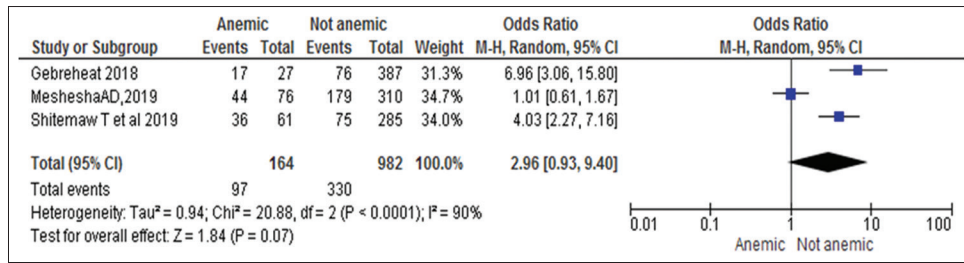 Anemic Not anemic Odds Ratio Odds Ratio
Study or Subgroup Events Total Events Total Weight M-H, Random, 95% CI M-H, Random, 95% CI
Gebreheat 2018 17 27 76 387 31.3% 6.96 [3.06, 15.80]
MesheshaAD,2019 44 76 179 310 34.7% 1.01 [0.61, 1.67]
Shitemaw T et al 2019 36 61 75 285 34.0% 4.03 [2.27, 7.16]
Total (95% CI) 164 982 100.0% 2.96 [0.93, 9.40]
Total events 97 330
Heterogeneity: Tau² = 0.94; Chi² = 20.88, df = 2 (P < 0.0001); I² = 90%
Test for overall effect: Z = 1.84 (P = 0.07)
0.01 0.1 1 10 100
Anemic Not anemic